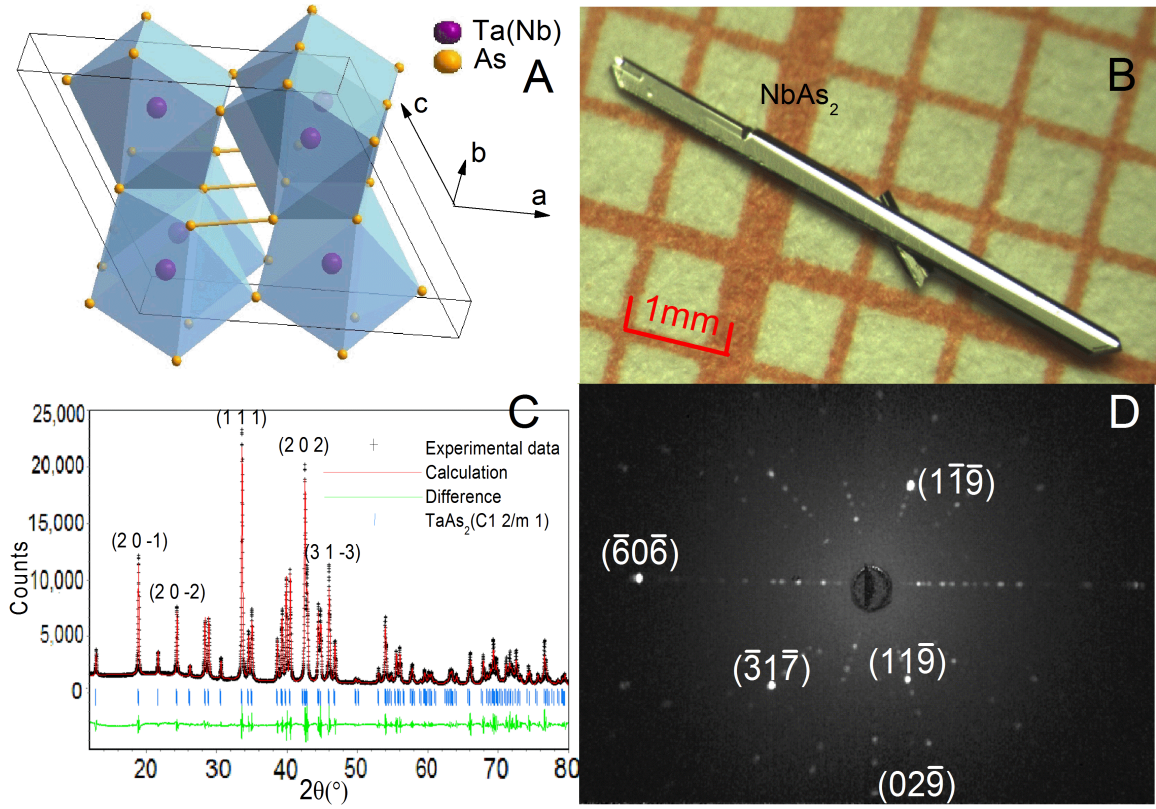 Ta(Nb)
As
A
c
b
a
B
NbAs₂
1mm
C
25,000
20,000
15,000
10,000
5,000
0
Counts
(1 1 1)
(2 0 2)
(3 1 -3)
(2 0 -1)
(2 0 -2)
Experimental data
Calculation
Difference
TaAs₂(C1 2/m 1)
20 30 40 50 60 70 80
2θ(°)
D
(11̅9̅)
(6̅06̅)
(3̅17̅)
(119̅)
(029̅)